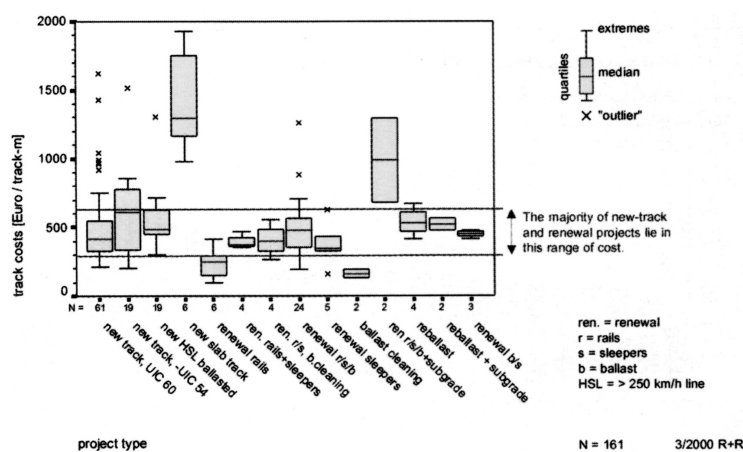 2000
1500
1000
500
0
track costs [Euro / track-m]
N = 61 19 19 6 6 4 4 24 5 2 2 4 2 3
new track, UIC 60
new track, -UIC 54
new HSL ballasted
new slab track
renewal rails
ren. rails+sleepers
ren. r/s, b.cleaning
renewal r/s/b
renewal sleepers
ballast cleaning
ren r/s/b+subgrade
reballast
reballast + subgrade
renewal b/s
project type
extremes
quartiles
median
× "outlier"
The majority of new-track
and renewal projects lie in
this range of cost.
ren. = renewal
r = rails
s = sleepers
b = ballast
HSL = > 250 km/h line
N = 161 3/2000 R+R